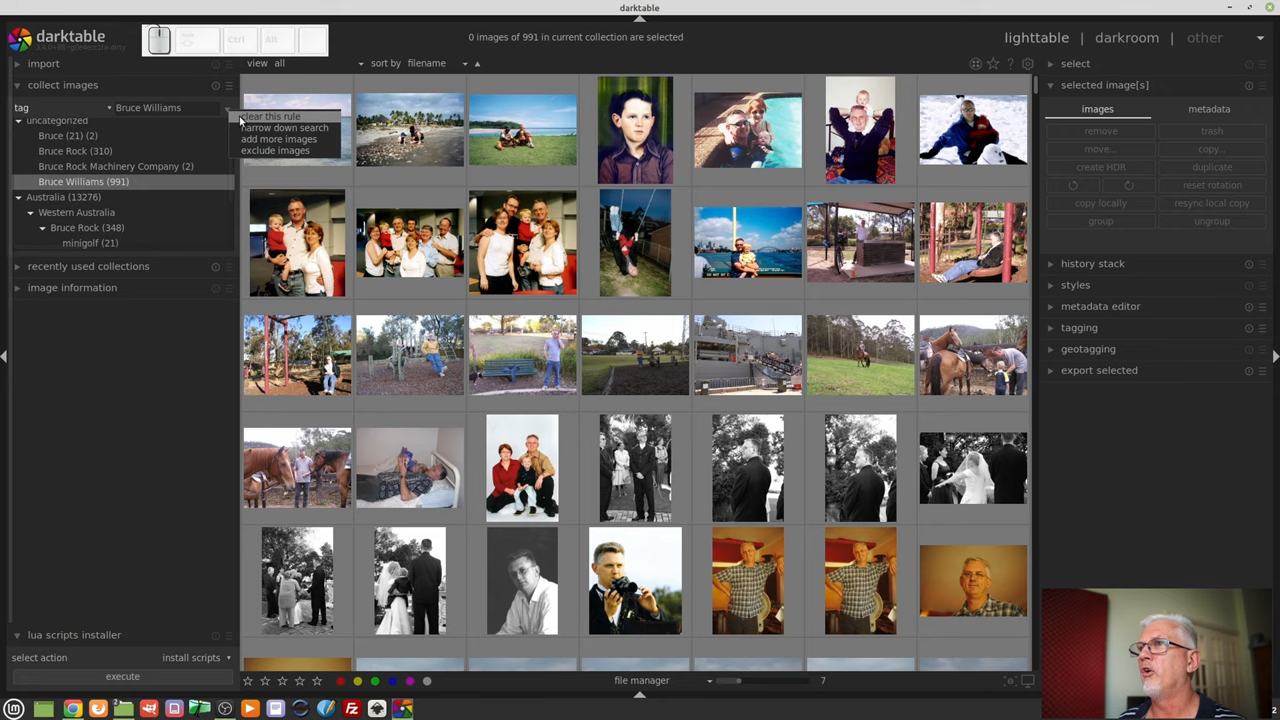 darktable
darktable
Ctrl Alt
0 images of 991 in current collection are selected
lighttable | darkroom | other
import
view all sort by filename
select
collect images
selected image[s]
tag Bruce Williams
images metadata
clear this rule
narrow down search
add more images
exclude images
uncategorized
Bruce (21) (2)
Bruce Rock (310)
Bruce Rock Machinery Company (2)
Bruce Williams (991)
Australia (13276)
Western Australia
Bruce Rock (348)
minigolf (21)
remove trash
move... copy...
create HDR duplicate
reset rotation
copy locally resync local copy
group ungroup
recently used collections
image information
history stack
styles
metadata editor
tagging
geotagging
export selected
lua scripts installer
select action install scripts
execute
file manager 7
2